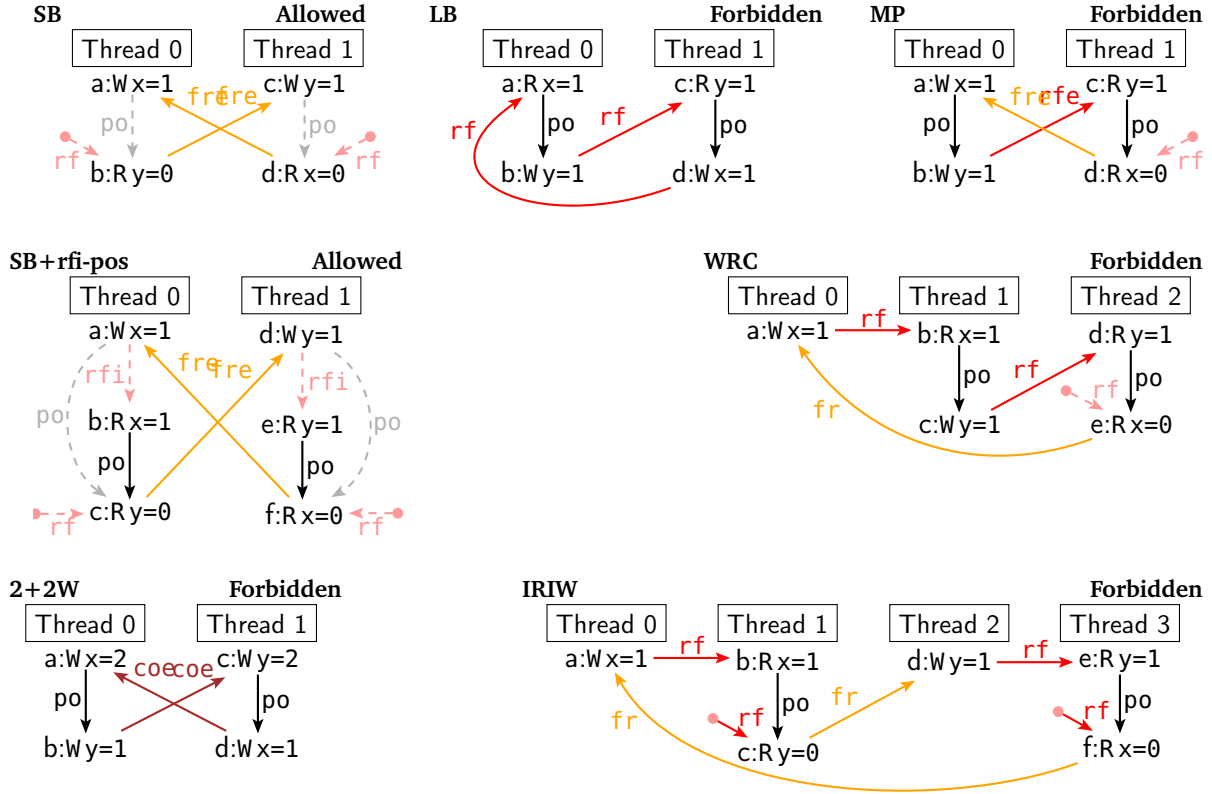 SB Allowed
Thread 0 Thread 1
a:W x=1 c:W y=1
fre fre
po po
rf rf
b:R y=0 d:R x=0
LB Forbidden
Thread 0 Thread 1
a:R x=1 c:R y=1
rf po rf po
b:W y=1 d:W x=1
MP Forbidden
Thread 0 Thread 1
a:W x=1 c:R y=1
fre rfe
po po
rf
b:W y=1 d:R x=0
SB+rfi-pos Allowed
Thread 0 Thread 1
a:W x=1 d:W y=1
fre fre
rfi rfi
po b:R x=1 e:R y=1 po
po po
c:R y=0 f:R x=0
rf rf
WRC Forbidden
Thread 0 Thread 1 Thread 2
a:W x=1 rf b:R x=1 d:R y=1
po rf po
rf
fr
c:W y=1 e:R x=0
2+2W Forbidden
Thread 0 Thread 1
a:W x=2 c:W y=2
coe coe
po po
b:W y=1 d:W x=1
IRIW Forbidden
Thread 0 Thread 1 Thread 2 Thread 3
a:W x=1 rf b:R x=1 d:W y=1 rf e:R y=1
po fr po
fr rf rf
c:R y=0 f:R x=0